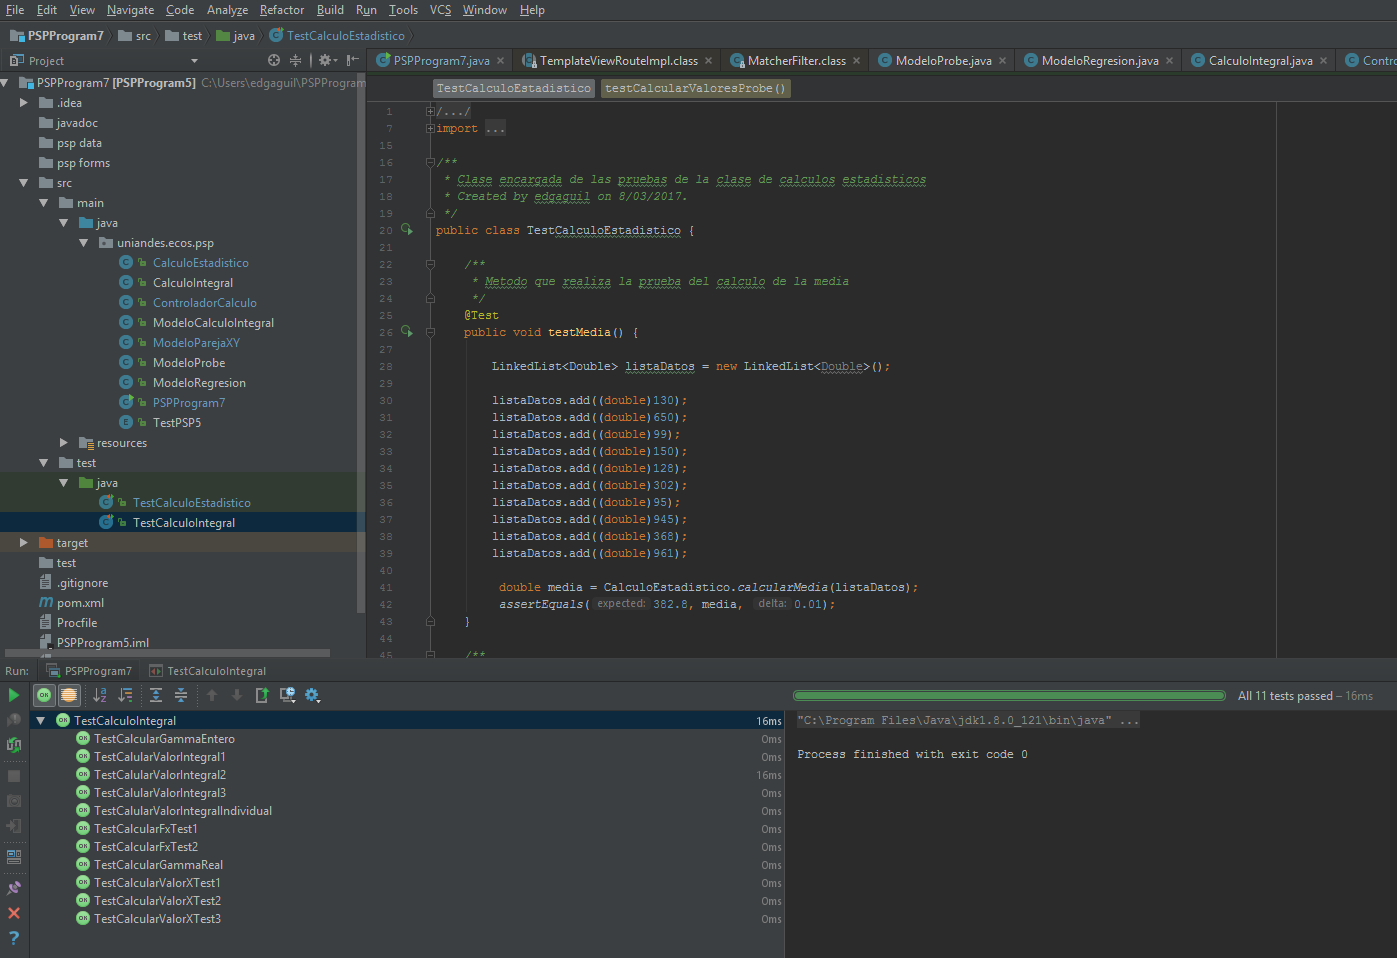 File Edit View Navigate Code Analyze Refactor Build Run Tools VCS Window Help
PSPProgram7 src test java TestCalculoEstadistico
Project
PSPProgram7.java TemplateViewRouteImpl.class MatcherFilter.class ModeloProbe.java ModeloRegresion.java CalculoIntegral.java Contro
PSPProgram7 [PSPProgram5] C:\Users\edgaguil\PSPProgram
.idea
javadoc
psp data
psp forms
src
main
java
uniandes.ecos.psp
CalculoEstadistico
CalculoIntegral
ControladorCalculo
ModeloCalculoIntegral
ModeloParejaXY
ModeloProbe
ModeloRegresion
PSPProgram7
TestPSP5
resources
test
java
TestCalculoEstadistico
TestCalculoIntegral
target
test
.gitignore
pom.xml
Procfile
PSPProgram5.iml
TestCalculoEstadistico testCalcularValoresProbe()
1 /.../
7 import ...
15
16 /**
17 * Clase encargada de las pruebas de la clase de calculos estadisticos
18 * Created by edgaguil on 8/03/2017.
19 */
20 public class TestCalculoEstadistico {
21
22 /**
23 * Metodo que realiza la prueba del calculo de la media
24 */
25 @Test
26 public void testMedia() {
27
28 LinkedList<Double> listaDatos = new LinkedList<Double>();
29
30 listaDatos.add((double)130);
31 listaDatos.add((double)650);
32 listaDatos.add((double)99);
33 listaDatos.add((double)150);
34 listaDatos.add((double)128);
35 listaDatos.add((double)302);
36 listaDatos.add((double)95);
37 listaDatos.add((double)945);
38 listaDatos.add((double)368);
39 listaDatos.add((double)961);
40
41 double media = CalculoEstadistico.calcularMedia(listaDatos);
42 assertEquals( expected: 382.8, media, delta: 0.01);
43 }
44
45 /**
Run: PSPProgram7 TestCalculoIntegral
All 11 tests passed – 16ms
TestCalculoIntegral 16ms
TestCalcularGammaEntero 0ms
TestCalularValorIntegral1 0ms
TestCalularValorIntegral2 16ms
TestCalularValorIntegral3 0ms
TestCalularValorIntegralIndividual 0ms
TestCalcularFxTest1 0ms
TestCalcularFxTest2 0ms
TestCalcularGammaReal 0ms
TestCalcularValorXTest1 0ms
TestCalcularValorXTest2 0ms
TestCalcularValorXTest3 0ms
"C:\Program Files\Java\jdk1.8.0_121\bin\java" ...
Process finished with exit code 0